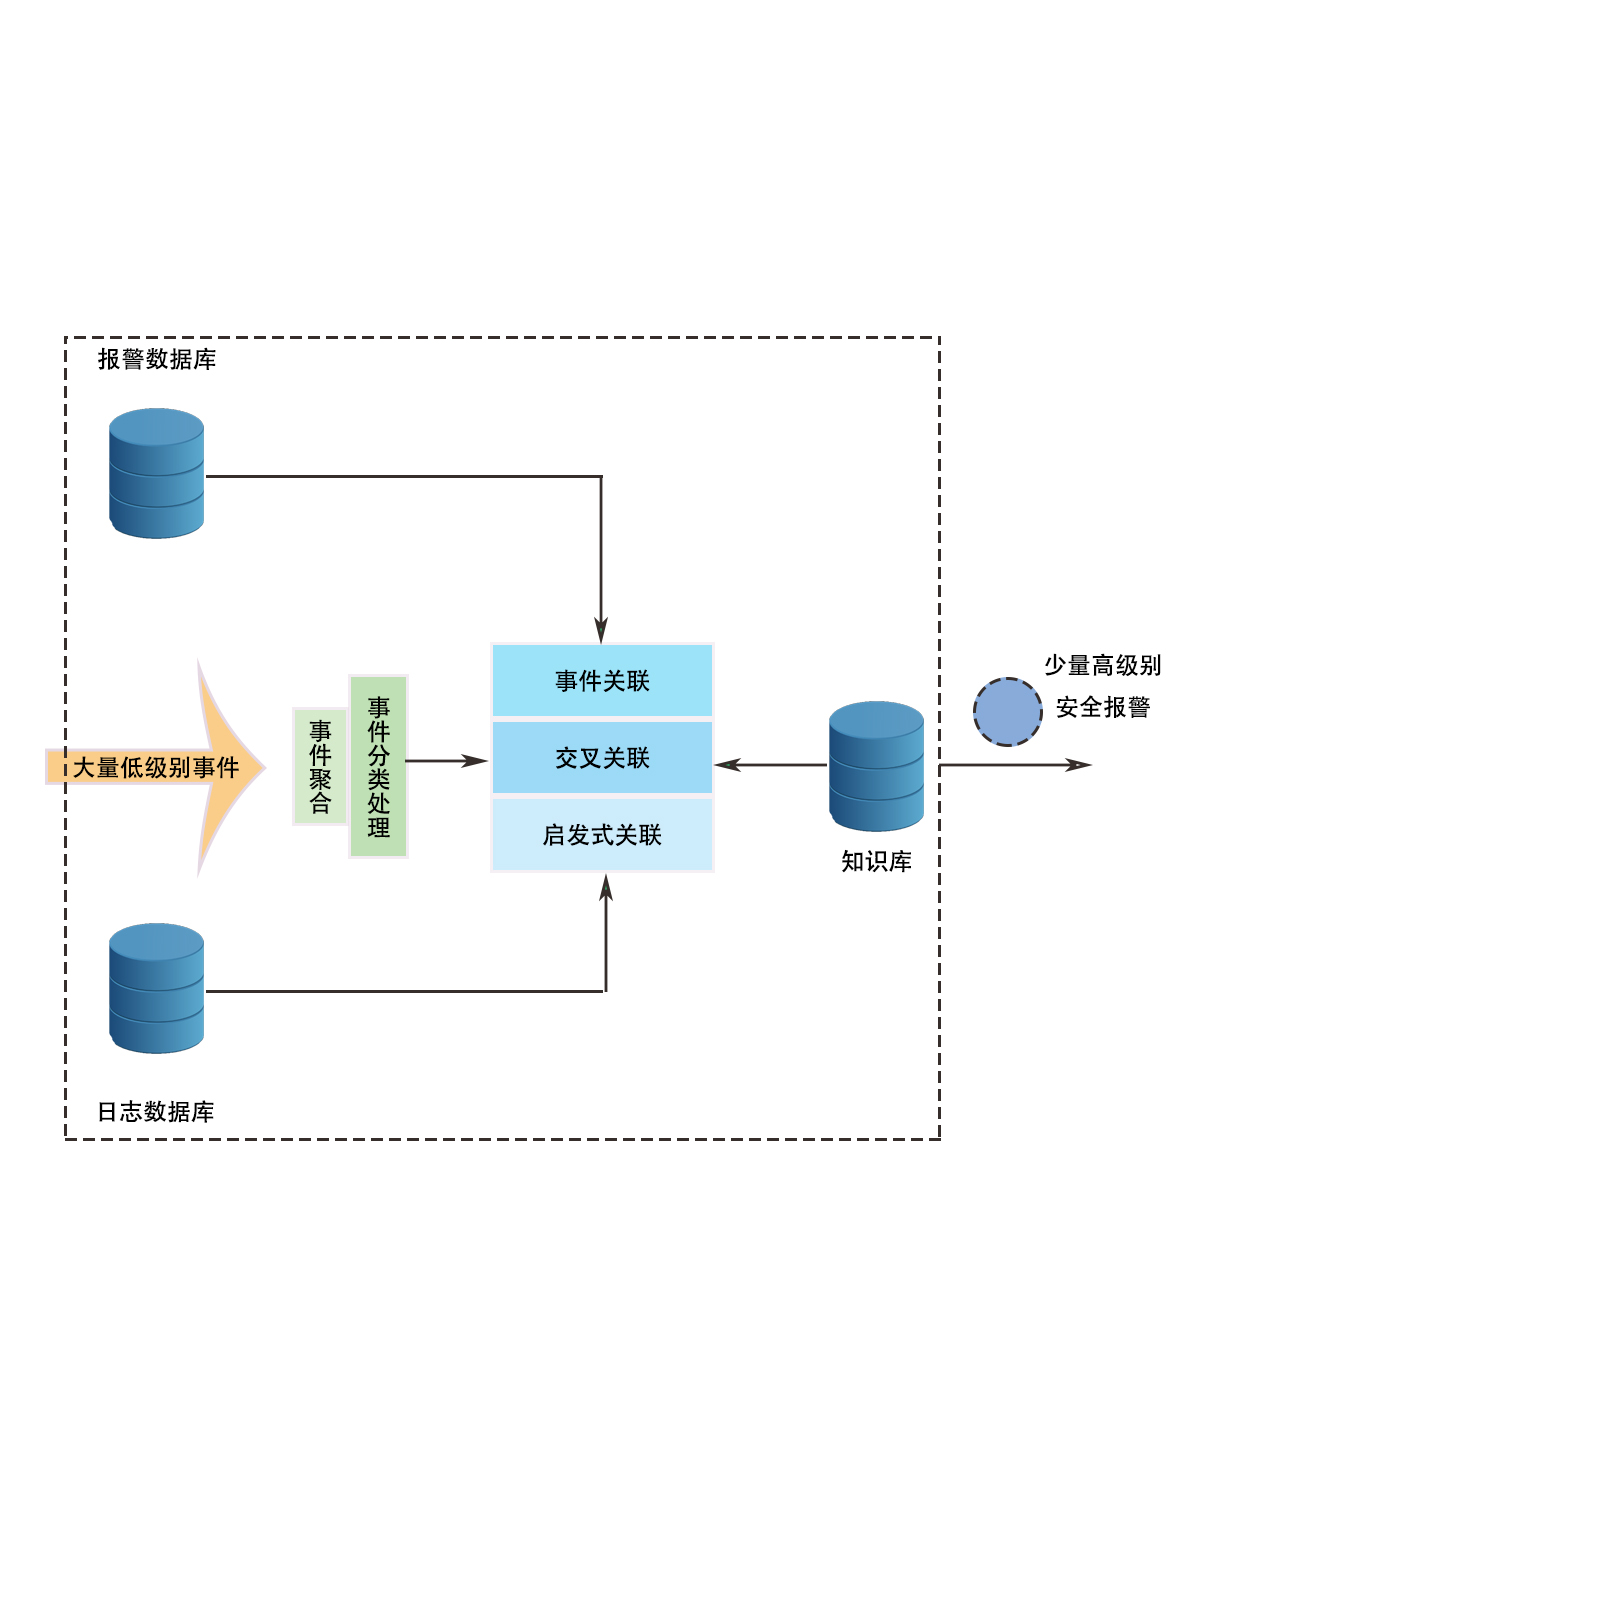 报警数据库
大量低级别事件
事件聚合
事件分类处理
事件关联
交叉关联
启发式关联
知识库
少量高级别
安全报警
日志数据库